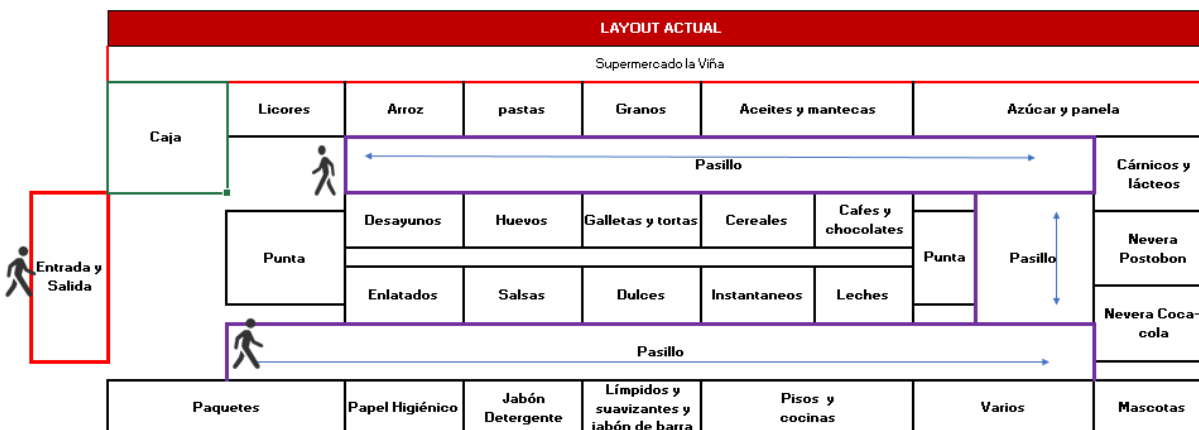 LAYOUT ACTUAL
Supermercado la Viña
Caja
Licores
Arroz
pastas
Granos
Aceites y mantecas
Azúcar y panela
Pasillo
Cárnicos y
lácteos
Entrada y
Salida
Punta
Desayunos
Huevos
Galletas y tortas
Cereales
Cafes y
chocolates
Punta
Pasillo
Nevera
Postobon
Enlatados
Salsas
Dulces
Instantaneos
Leches
Nevera Coca-
cola
Pasillo
Paquetes
Papel Higiénico
Jabón
Detergente
Límpidos y
suavizantes y
jabón de barra
Pisos y
cocinas
Varios
Mascotas